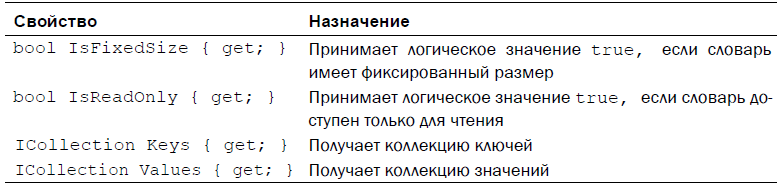 Свойство Назначение
bool IsFixedSize { get; } Принимает логическое значение true, если словарь
имеет фиксированный размер
bool IsReadOnly { get; } Принимает логическое значение true, если словарь до-
ступен только для чтения
ICollection Keys { get; } Получает коллекцию ключей
ICollection Values { get; } Получает коллекцию значений